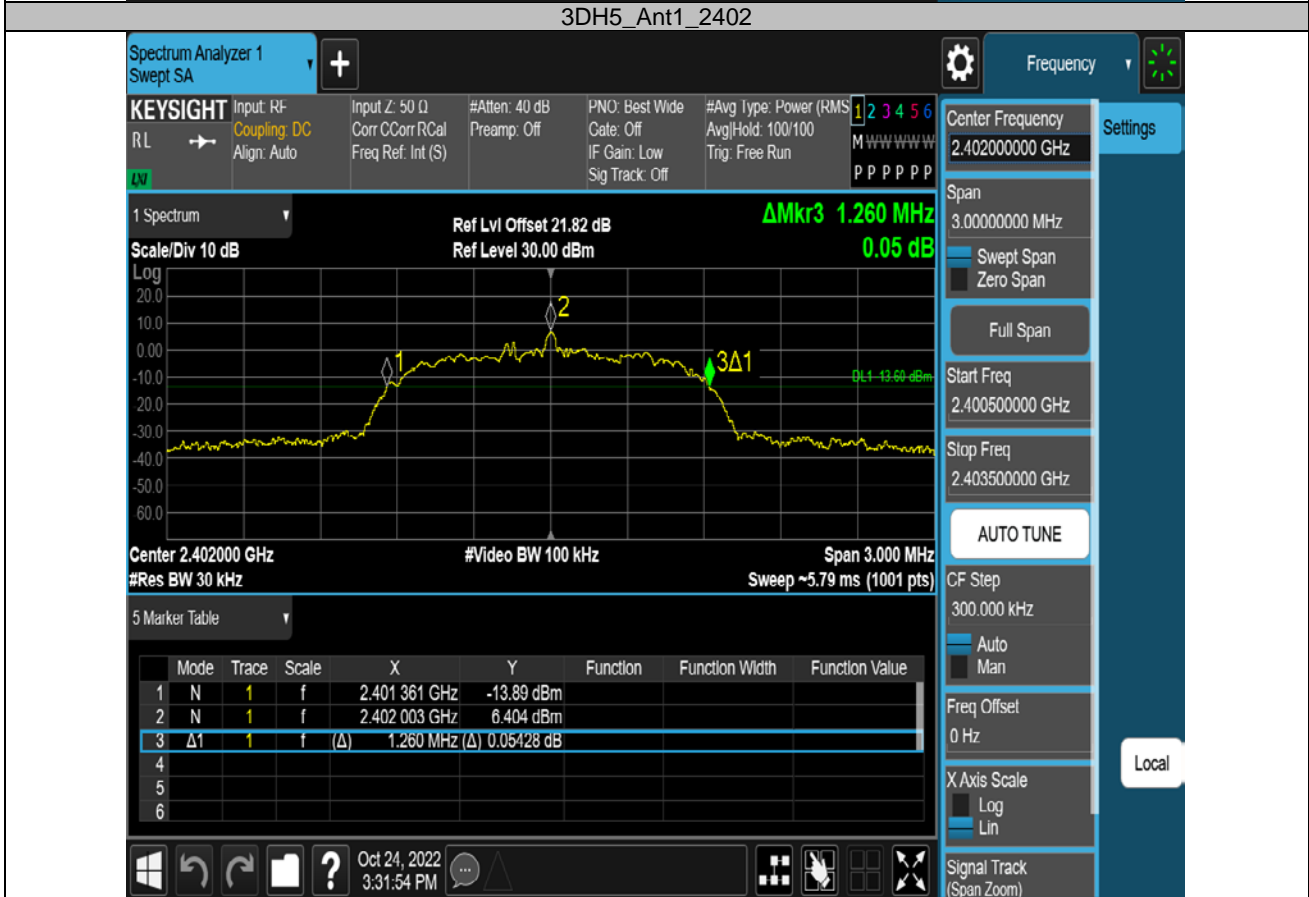 3DH5_Ant1_2402
Spectrum Analyzer 1
Swept SA
+
Frequency
KEYSIGHT
RL
LXI
Input: RF
Coupling: DC
Align: Auto
Input Z: 50 Ω
Corr CCorr RCal
Freq Ref: Int (S)
#Atten: 40 dB
Preamp: Off
PNO: Best Wide
Gate: Off
IF Gain: Low
Sig Track: Off
#Avg Type: Power (RMS
Avg|Hold: 100/100
Trig: Free Run
1 2 3 4 5 6
M W W W W W
P P P P P P
1 Spectrum
Scale/Div 10 dB
Ref Lvl Offset 21.82 dB
Ref Level 30.00 dBm
ΔMkr3 1.260 MHz
0.05 dB
Log
20.0
10.0
0.00
-10.0
-20.0
-30.0
-40.0
-50.0
-60.0
1
2
3Δ1
DL1 -13.60 dBm
Center 2.402000 GHz
#Video BW 100 kHz
Span 3.000 MHz
#Res BW 30 kHz
Sweep ~5.79 ms (1001 pts)
5 Marker Table
Mode Trace Scale X Y Function Function Width Function Value
1 N 1 f 2.401 361 GHz -13.89 dBm
2 N 1 f 2.402 003 GHz 6.404 dBm
3 Δ1 1 f (Δ) 1.260 MHz (Δ) 0.05428 dB
4
5
6
?
Oct 24, 2022
3:31:54 PM
Center Frequency
2.402000000 GHz
Settings
Span
3.00000000 MHz
Swept Span
Zero Span
Full Span
Start Freq
2.400500000 GHz
Stop Freq
2.403500000 GHz
AUTO TUNE
CF Step
300.000 kHz
Auto
Man
Freq Offset
0 Hz
Local
X Axis Scale
Log
Lin
Signal Track
(Span Zoom)